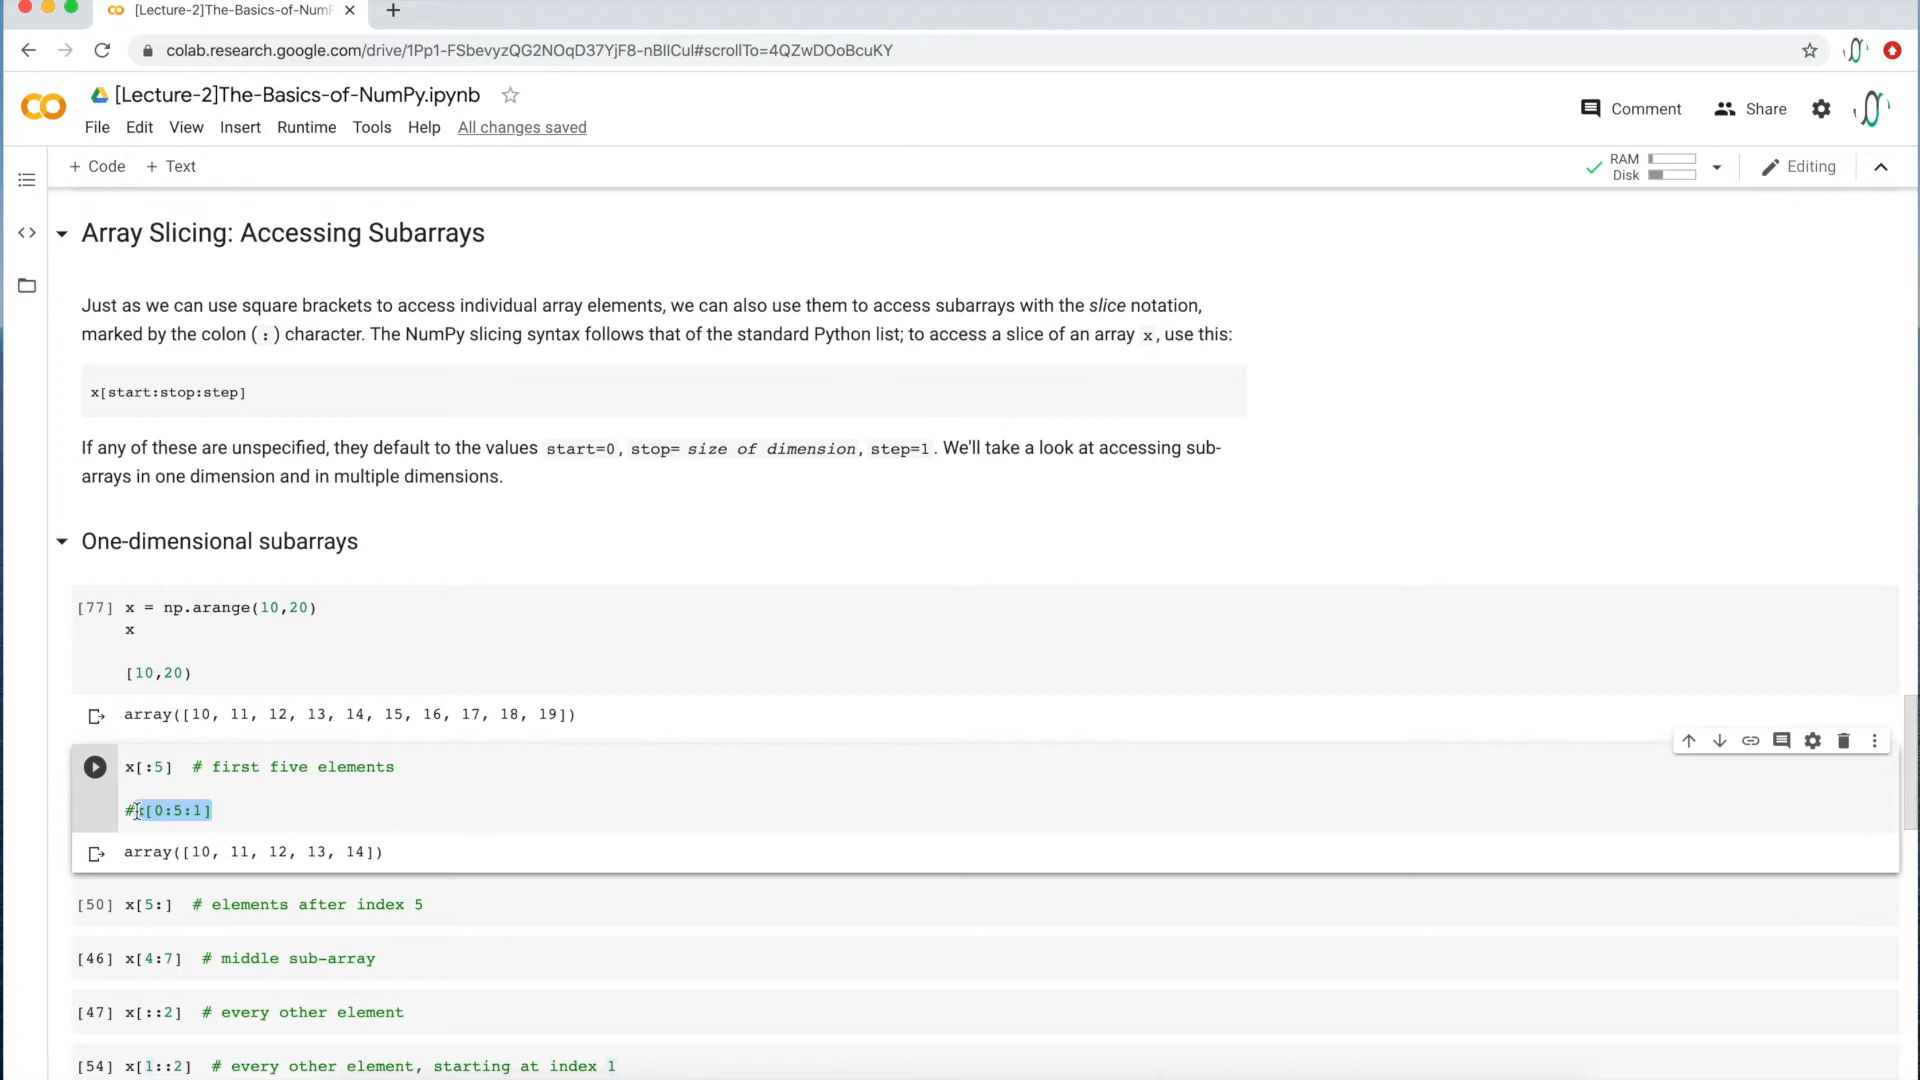 [Lecture-2]The-Basics-of-NumP
colab.research.google.com/drive/1Pp1-FSbevyzQG2NOqD37YjF8-nBIlCul#scrollTo=4QZwDOoBcuKY
[Lecture-2]The-Basics-of-NumPy.ipynb
Comment Share
File Edit View Insert Runtime Tools Help All changes saved
+ Code + Text
RAM
Disk
Editing
Array Slicing: Accessing Subarrays
Just as we can use square brackets to access individual array elements, we can also use them to access subarrays with the slice notation,
marked by the colon (:) character. The NumPy slicing syntax follows that of the standard Python list; to access a slice of an array x, use this:
x[start:stop:step]
If any of these are unspecified, they default to the values start=0, stop= size of dimension, step=1. We'll take a look at accessing sub-
arrays in one dimension and in multiple dimensions.
One-dimensional subarrays
[77] x = np.arange(10,20)
x
[10,20)
array([10, 11, 12, 13, 14, 15, 16, 17, 18, 19])
x[:5] # first five elements
#x[0:5:1]
array([10, 11, 12, 13, 14])
[50] x[5:] # elements after index 5
[46] x[4:7] # middle sub-array
[47] x[::2] # every other element
[54] x[1::2] # every other element, starting at index 1